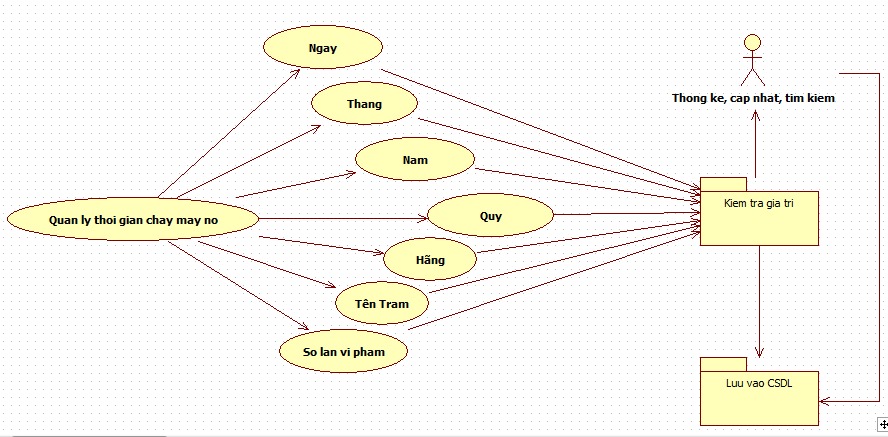 Ngay
Thang
Nam
Quan ly thoi gian chay may no
Quy
Hãng
Tên Tram
So lan vi pham
Thong ke, cap nhat, tim kiem
Kiem tra gia tri
Luu vao CSDL